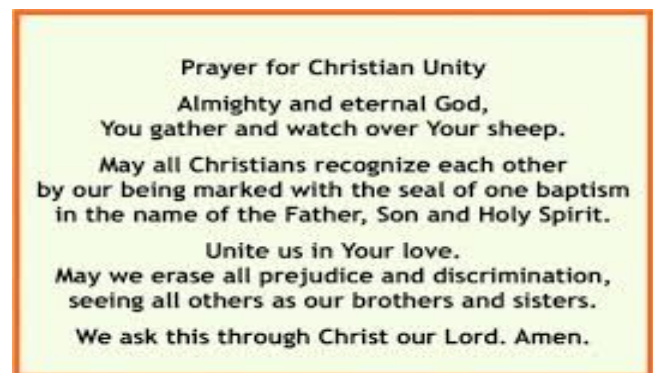 Prayer for Christian Unity
Almighty and eternal God,
You gather and watch over Your sheep.
May all Christians recognize each other
by our being marked with the seal of one baptism
in the name of the Father, Son and Holy Spirit.
Unite us in Your love.
May we erase all prejudice and discrimination,
seeing all others as our brothers and sisters.
We ask this through Christ our Lord. Amen.